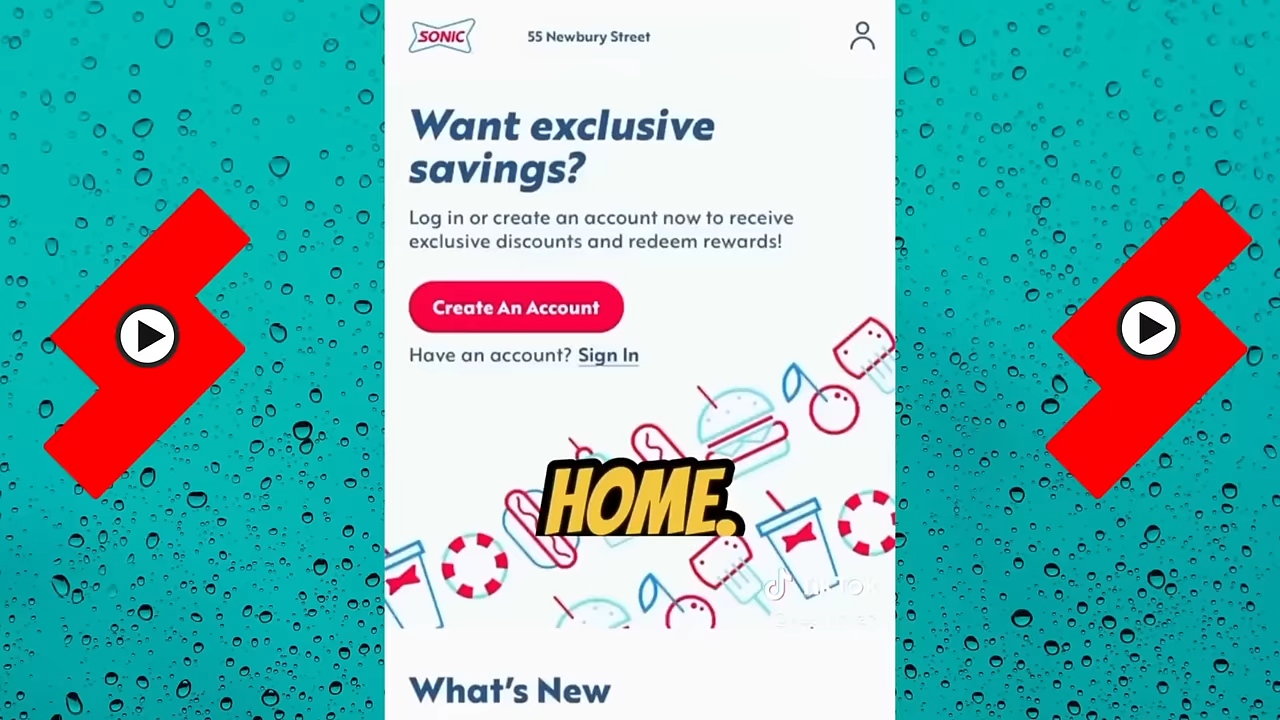 SONIC
55 Newbury Street
Want exclusive
savings?
Log in or create an account now to receive
exclusive discounts and redeem rewards!
Create An Account
Have an account? Sign In
HOME.
TikTok
What's New